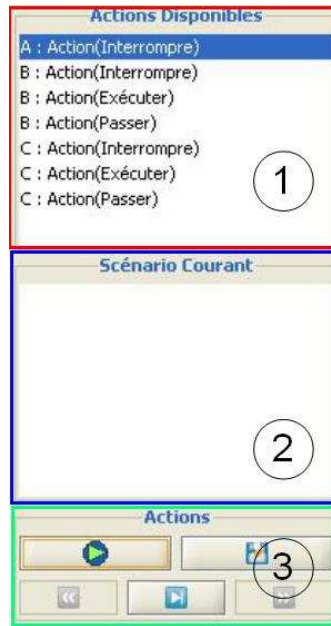 Actions Disponibles
A : Action(Interrompre)
B : Action(Interrompre)
B : Action(Exécuter)
B : Action(Passer)
C : Action(Interrompre)
C : Action(Exécuter)
C : Action(Passer)
1
Scénario Courant
2
Actions
3